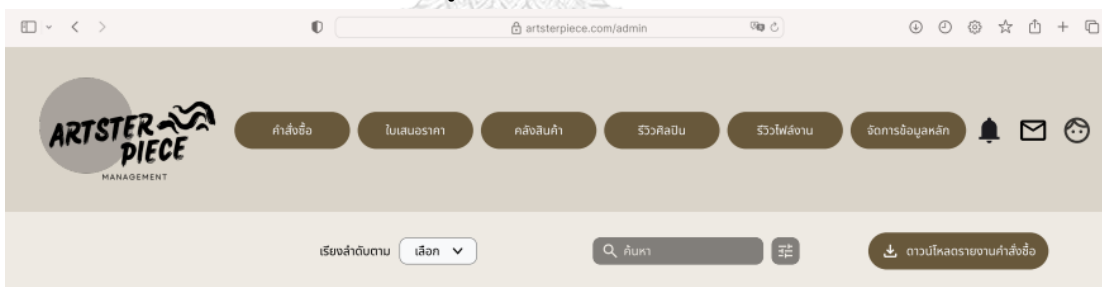 artsterpiece.com/admin
ARTSTER
PIECE
MANAGEMENT
คำสั่งซื้อ ใบเสนอราคา คลังสินค้า รีวิวศิลปิน รีวิวไฟล์งาน จัดการข้อมูลหลัก
เรียงลำดับตาม เลือก ค้นหา ดาวน์โหลดรายงานคำสั่งซื้อ